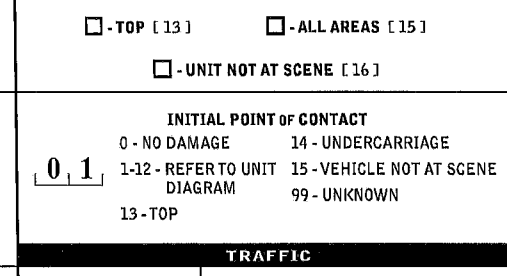 ☐ - TOP [13] ☐ - ALL AREAS [15]
☐ - UNIT NOT AT SCENE [16]
INITIAL POINT OF CONTACT
0 - NO DAMAGE 14 - UNDERCARRIAGE
0 1 1-12 - REFER TO UNIT 15 - VEHICLE NOT AT SCENE
DIAGRAM 99 - UNKNOWN
13 - TOP
TRAFFIC